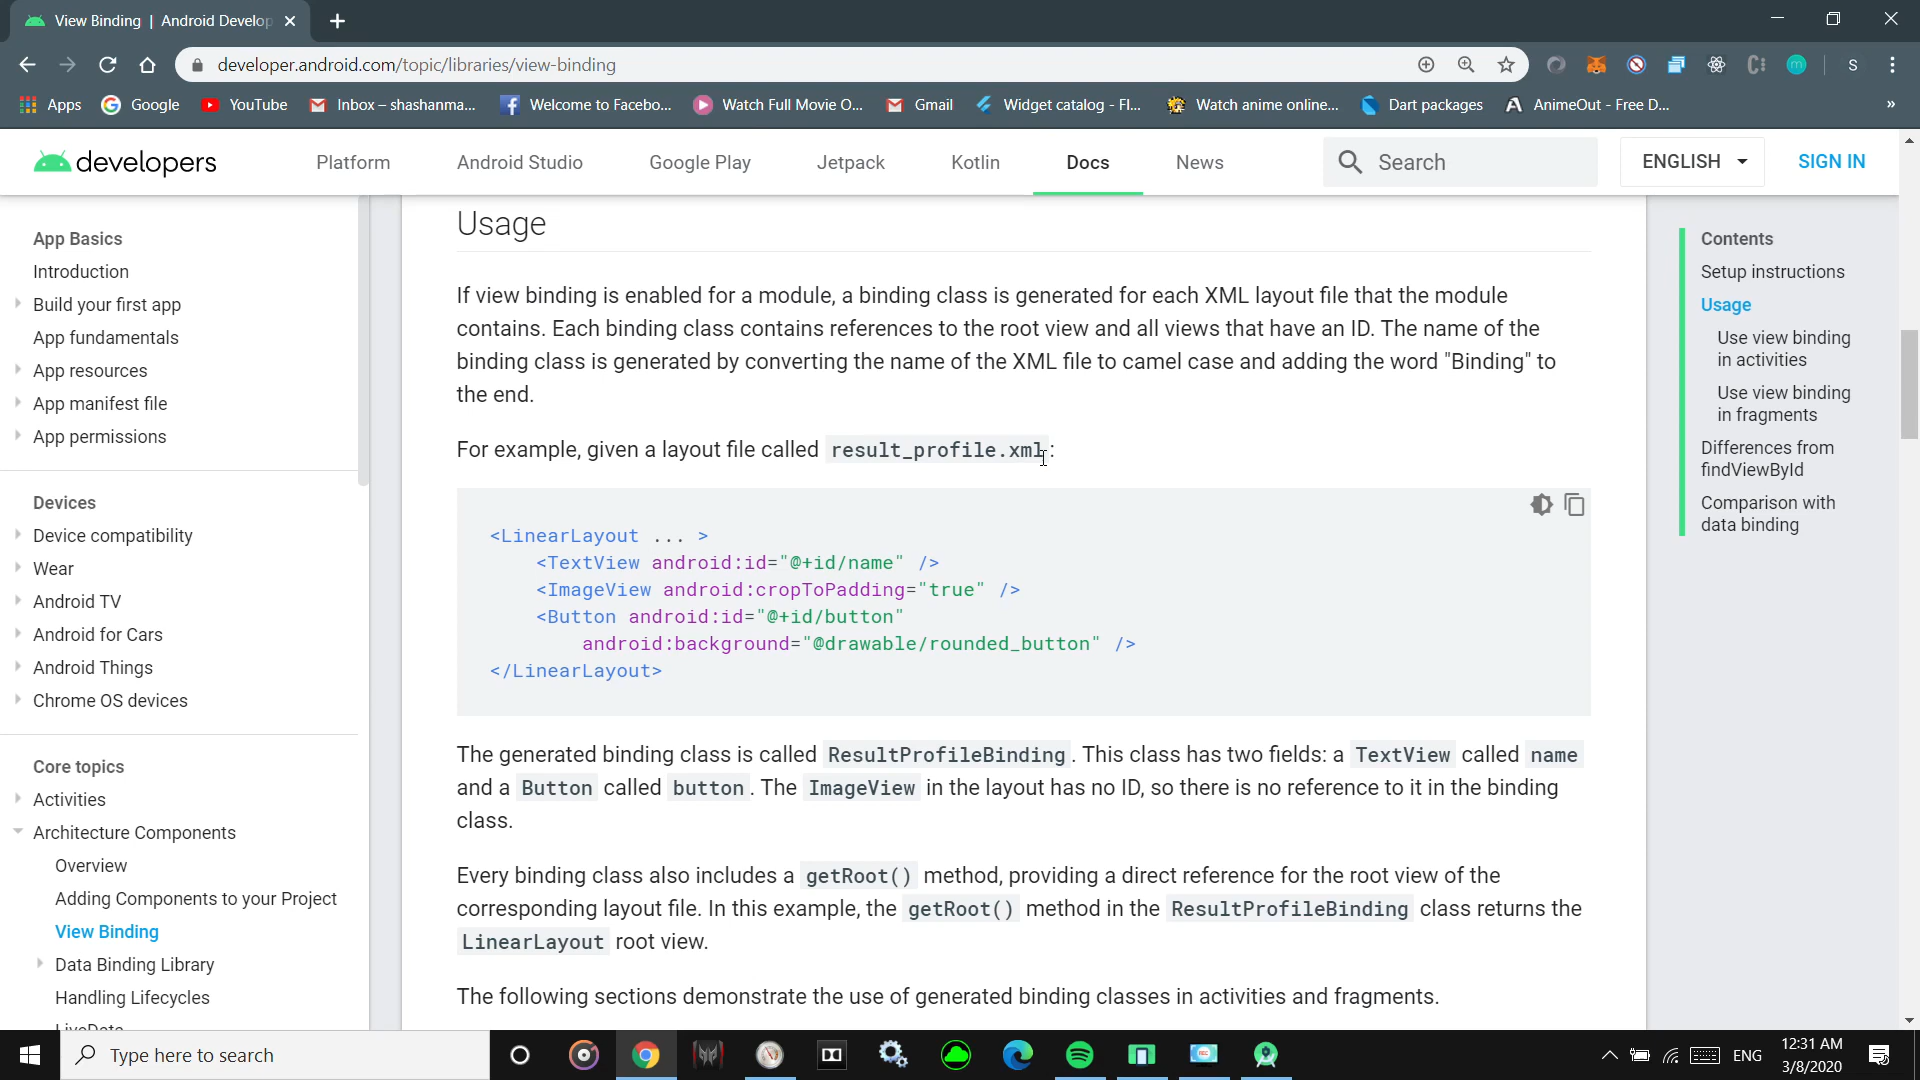 View Binding | Android Develop
developer.android.com/topic/libraries/view-binding
S
Apps
Google
YouTube
Inbox – shashanma...
Welcome to Facebo...
Watch Full Movie O...
Gmail
Widget catalog - Fl...
Watch anime online...
Dart packages
AnimeOut - Free D...
»
developers
Platform
Android Studio
Google Play
Jetpack
Kotlin
Docs
News
Search
ENGLISH
SIGN IN
App Basics
Introduction
Build your first app
App fundamentals
App resources
App manifest file
App permissions
Devices
Device compatibility
Wear
Android TV
Android for Cars
Android Things
Chrome OS devices
Core topics
Activities
Architecture Components
Overview
Adding Components to your Project
View Binding
Data Binding Library
Handling Lifecycles
LiveData
Usage
If view binding is enabled for a module, a binding class is generated for each XML layout file that the module
contains. Each binding class contains references to the root view and all views that have an ID. The name of the
binding class is generated by converting the name of the XML file to camel case and adding the word "Binding" to
the end.
For example, given a layout file called result_profile.xml:
<LinearLayout ... >
<TextView android:id="@+id/name" />
<ImageView android:cropToPadding="true" />
<Button android:id="@+id/button"
android:background="@drawable/rounded_button" />
</LinearLayout>
The generated binding class is called ResultProfileBinding. This class has two fields: a TextView called name
and a Button called button. The ImageView in the layout has no ID, so there is no reference to it in the binding
class.
Every binding class also includes a getRoot() method, providing a direct reference for the root view of the
corresponding layout file. In this example, the getRoot() method in the ResultProfileBinding class returns the
LinearLayout root view.
The following sections demonstrate the use of generated binding classes in activities and fragments.
Contents
Setup instructions
Usage
Use view binding
in activities
Use view binding
in fragments
Differences from
findViewById
Comparison with
data binding
Type here to search
ENG
12:31 AM
3/8/2020